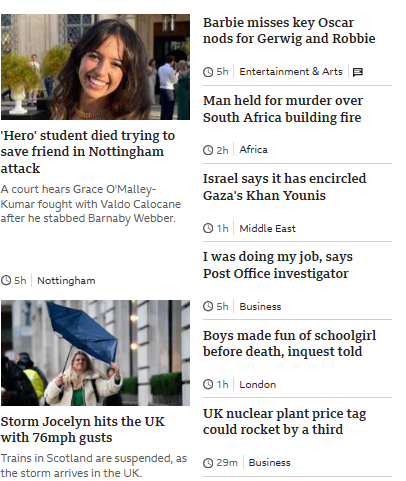 'Hero' student died trying to
save friend in Nottingham
attack
A court hears Grace O'Malley-
Kumar fought with Valdo Calocane
after he stabbed Barnaby Webber.
5h Nottingham
Storm Jocelyn hits the UK
with 76mph gusts
Trains in Scotland are suspended, as
the storm arrives in the UK.
Barbie misses key Oscar
nods for Gerwig and Robbie
5h Entertainment & Arts
Man held for murder over
South Africa building fire
2h Africa
Israel says it has encircled
Gaza's Khan Younis
1h Middle East
I was doing my job, says
Post Office investigator
5h Business
Boys made fun of schoolgirl
before death, inquest told
1h London
UK nuclear plant price tag
could rocket by a third
29m Business